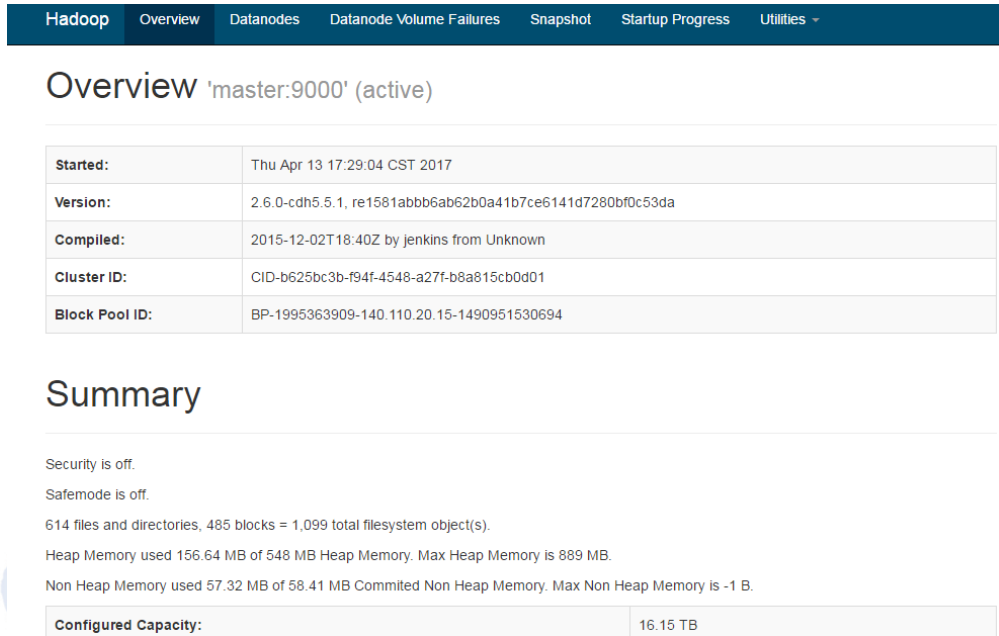 Hadoop Overview Datanodes Datanode Volume Failures Snapshot Startup Progress Utilities
Overview 'master:9000' (active)
Started: Thu Apr 13 17:29:04 CST 2017
Version: 2.6.0-cdh5.5.1, re1581abbb6ab62b0a41b7ce6141d7280bf0c53da
Compiled: 2015-12-02T18:40Z by jenkins from Unknown
Cluster ID: CID-b625bc3b-f94f-4548-a27f-b8a815cb0d01
Block Pool ID: BP-1995363909-140.110.20.15-1490951530694
Summary
Security is off.
Safemode is off.
614 files and directories, 485 blocks = 1,099 total filesystem object(s).
Heap Memory used 156.64 MB of 548 MB Heap Memory. Max Heap Memory is 889 MB.
Non Heap Memory used 57.32 MB of 58.41 MB Commited Non Heap Memory. Max Non Heap Memory is -1 B.
Configured Capacity: 16.15 TB